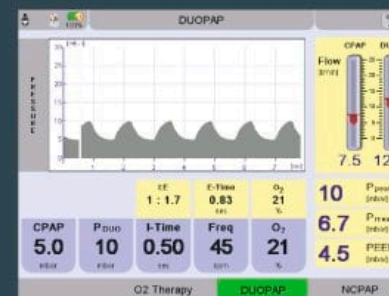 100%
DUOPAP
PRESSURE
30
25
20
15
10
5
0
1
2
3
4
5
6
7
CPAP
Flow
7.5 12
I:E
1 : 1.7
E-Time
0.83
sec
O2
21
%
CPAP
5.0
mbar
P DUO
10
mbar
I-Time
0.50
sec
Freq
45
bpm
O2
21
%
10
6.7
4.5 PEEP
O2 Therapy DUOPAP NCPAP